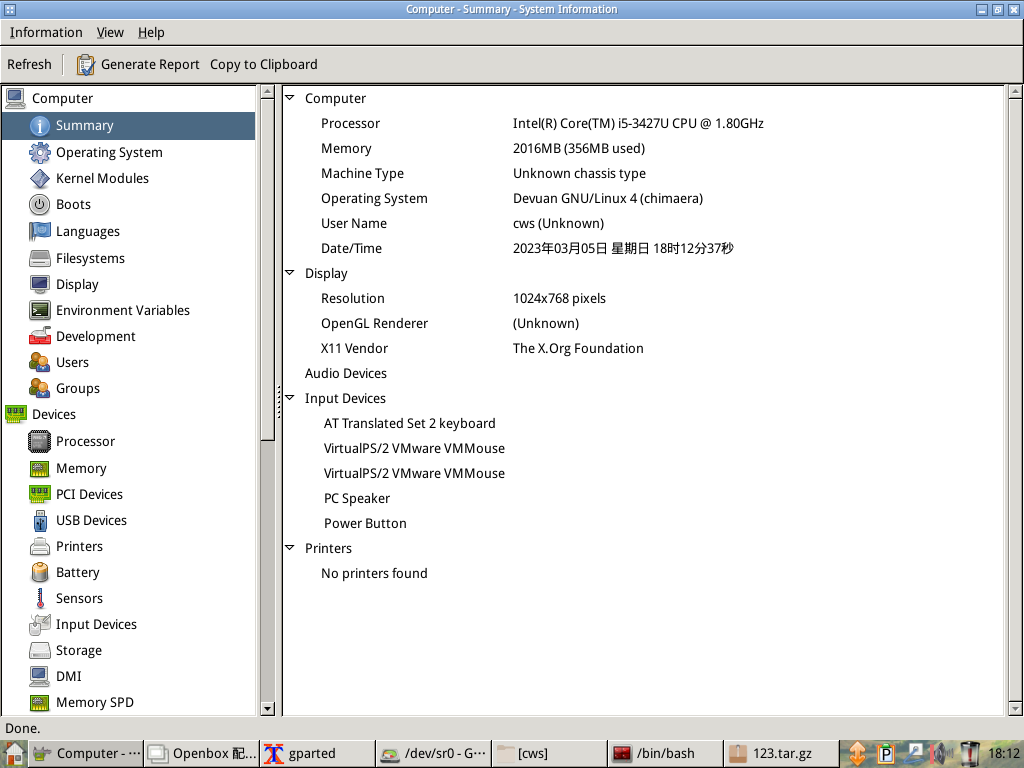 Computer - Summary - System Information
Information View Help
Refresh Generate Report Copy to Clipboard
Computer
Summary
Operating System
Kernel Modules
Boots
Languages
Filesystems
Display
Environment Variables
Development
Users
Groups
Devices
Processor
Memory
PCI Devices
USB Devices
Printers
Battery
Sensors
Input Devices
Storage
DMI
Memory SPD
Computer
Processor Intel(R) Core(TM) i5-3427U CPU @ 1.80GHz
Memory 2016MB (356MB used)
Machine Type Unknown chassis type
Operating System Devuan GNU/Linux 4 (chimaera)
User Name cws (Unknown)
Date/Time 2023年03月05日 星期日 18时12分37秒
Display
Resolution 1024x768 pixels
OpenGL Renderer (Unknown)
X11 Vendor The X.Org Foundation
Audio Devices
Input Devices
AT Translated Set 2 keyboard
VirtualPS/2 VMware VMMouse
VirtualPS/2 VMware VMMouse
PC Speaker
Power Button
Printers
No printers found
Done.
Computer - ··· Openbox 配... gparted /dev/sr0 - G··· [cws] /bin/bash 123.tar.gz 18:12